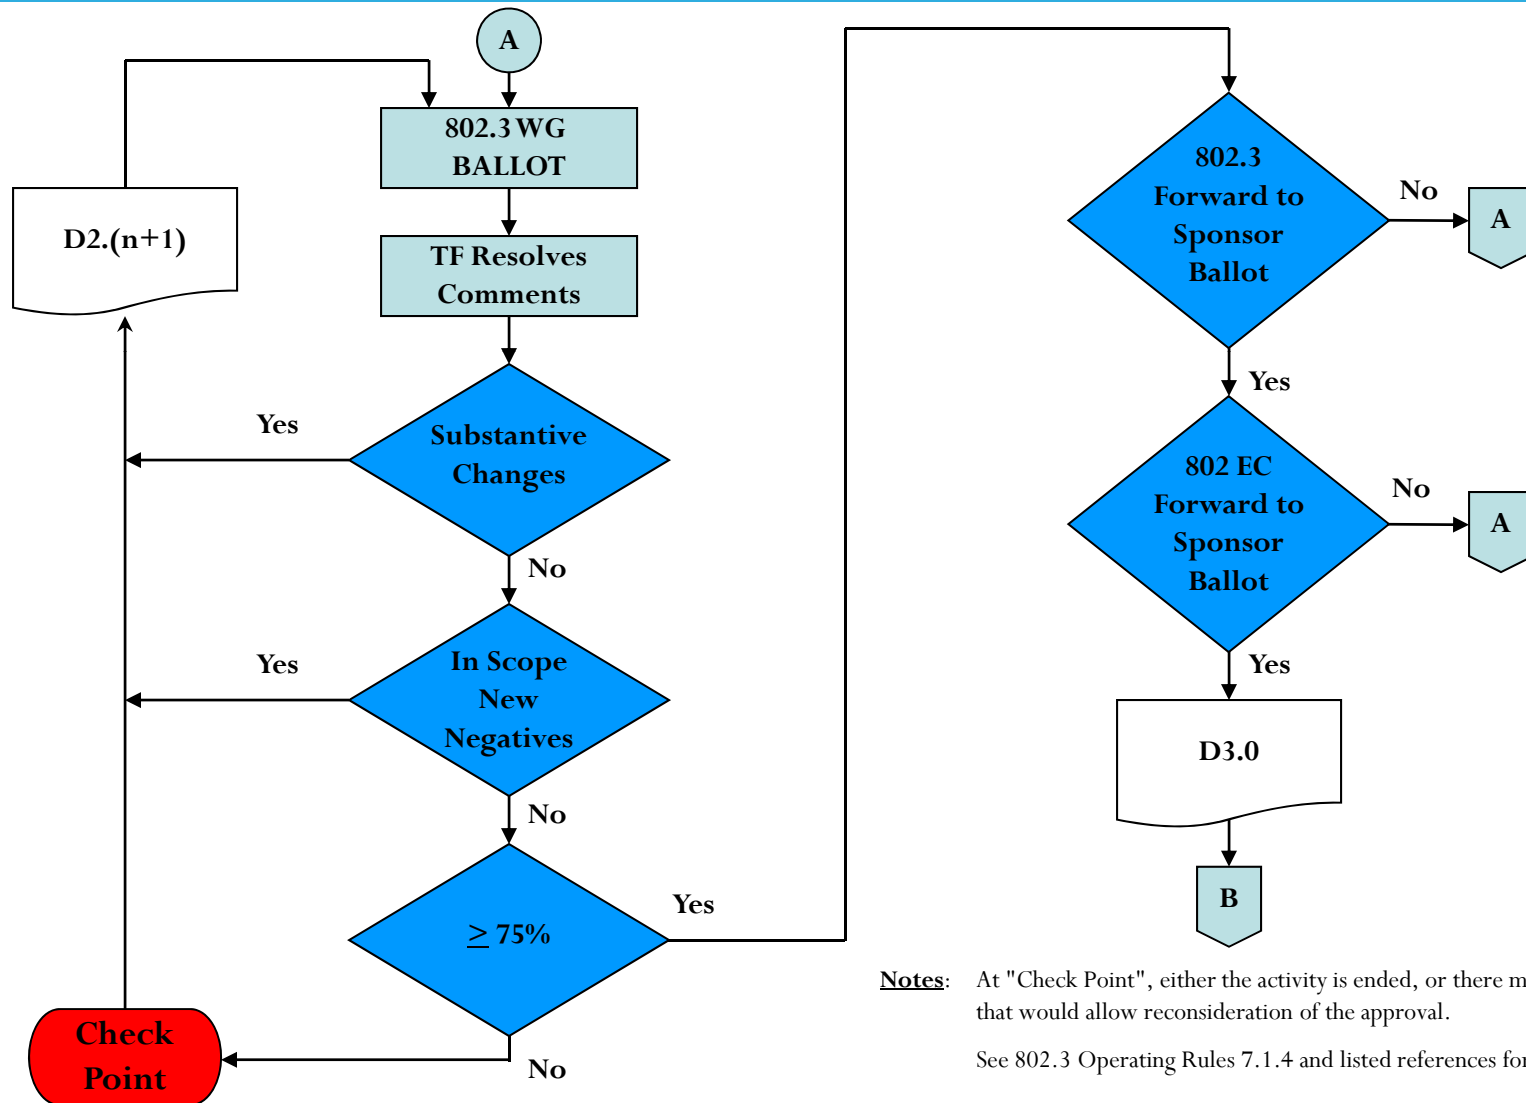 A
802.3 WG
BALLOT
D2.(n+1)
TF Resolves
Comments
Yes
Substantive
Changes
No
Yes
In Scope
New
Negatives
No
≥ 75%
Yes
No
Check
Point
802.3
Forward to
Sponsor
Ballot
No
A
Yes
802 EC
Forward to
Sponsor
Ballot
No
A
Yes
D3.0
B
Notes: At "Check Point", either the activity is ended, or there
that would allow reconsideration of the approval.
See 802.3 Operating Rules 7.1.4 and listed references for